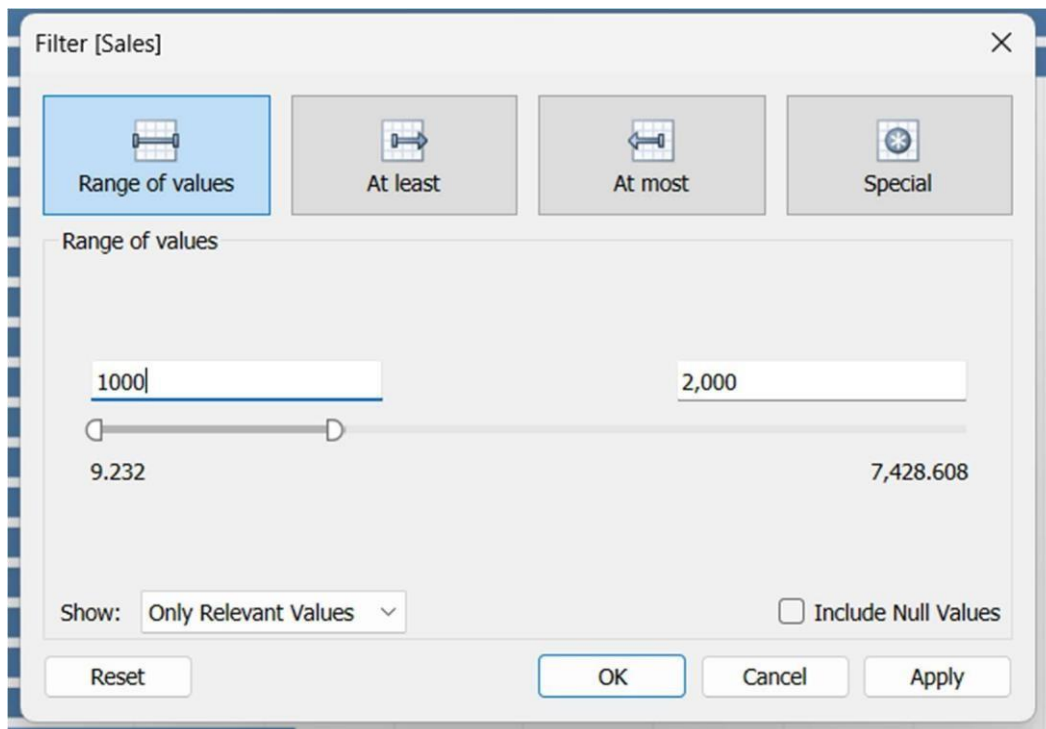 Filter [Sales]
Range of values
At least
At most
Special
Range of values
1000
2,000
9.232
7,428.608
Show:
Only Relevant Values
Include Null Values
Reset
OK
Cancel
Apply